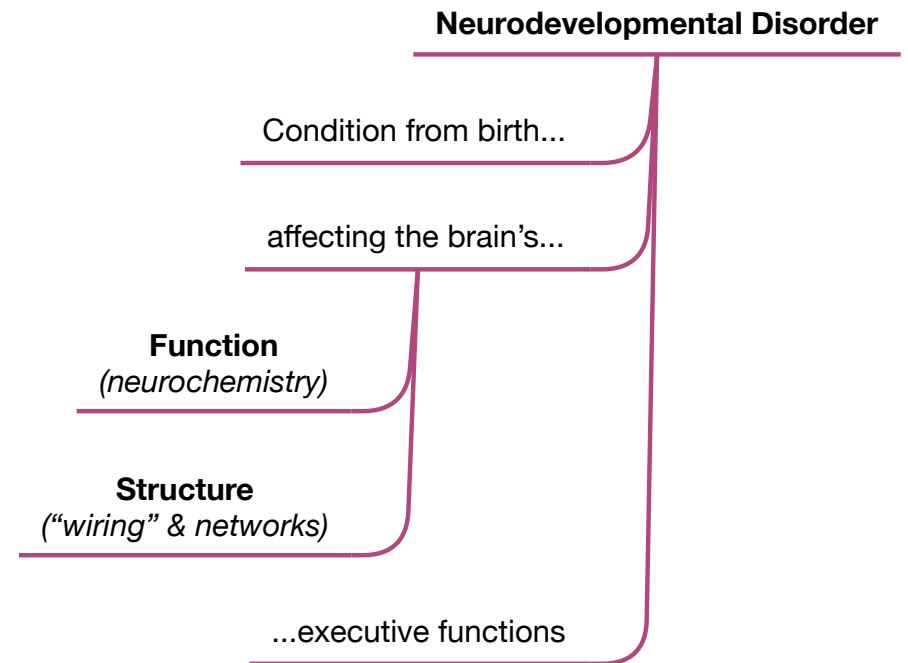 Neurodevelopmental Disorder
Condition from birth...
affecting the brain’s...
Function
(neurochemistry)
Structure
(“wiring” & networks)
...executive functions